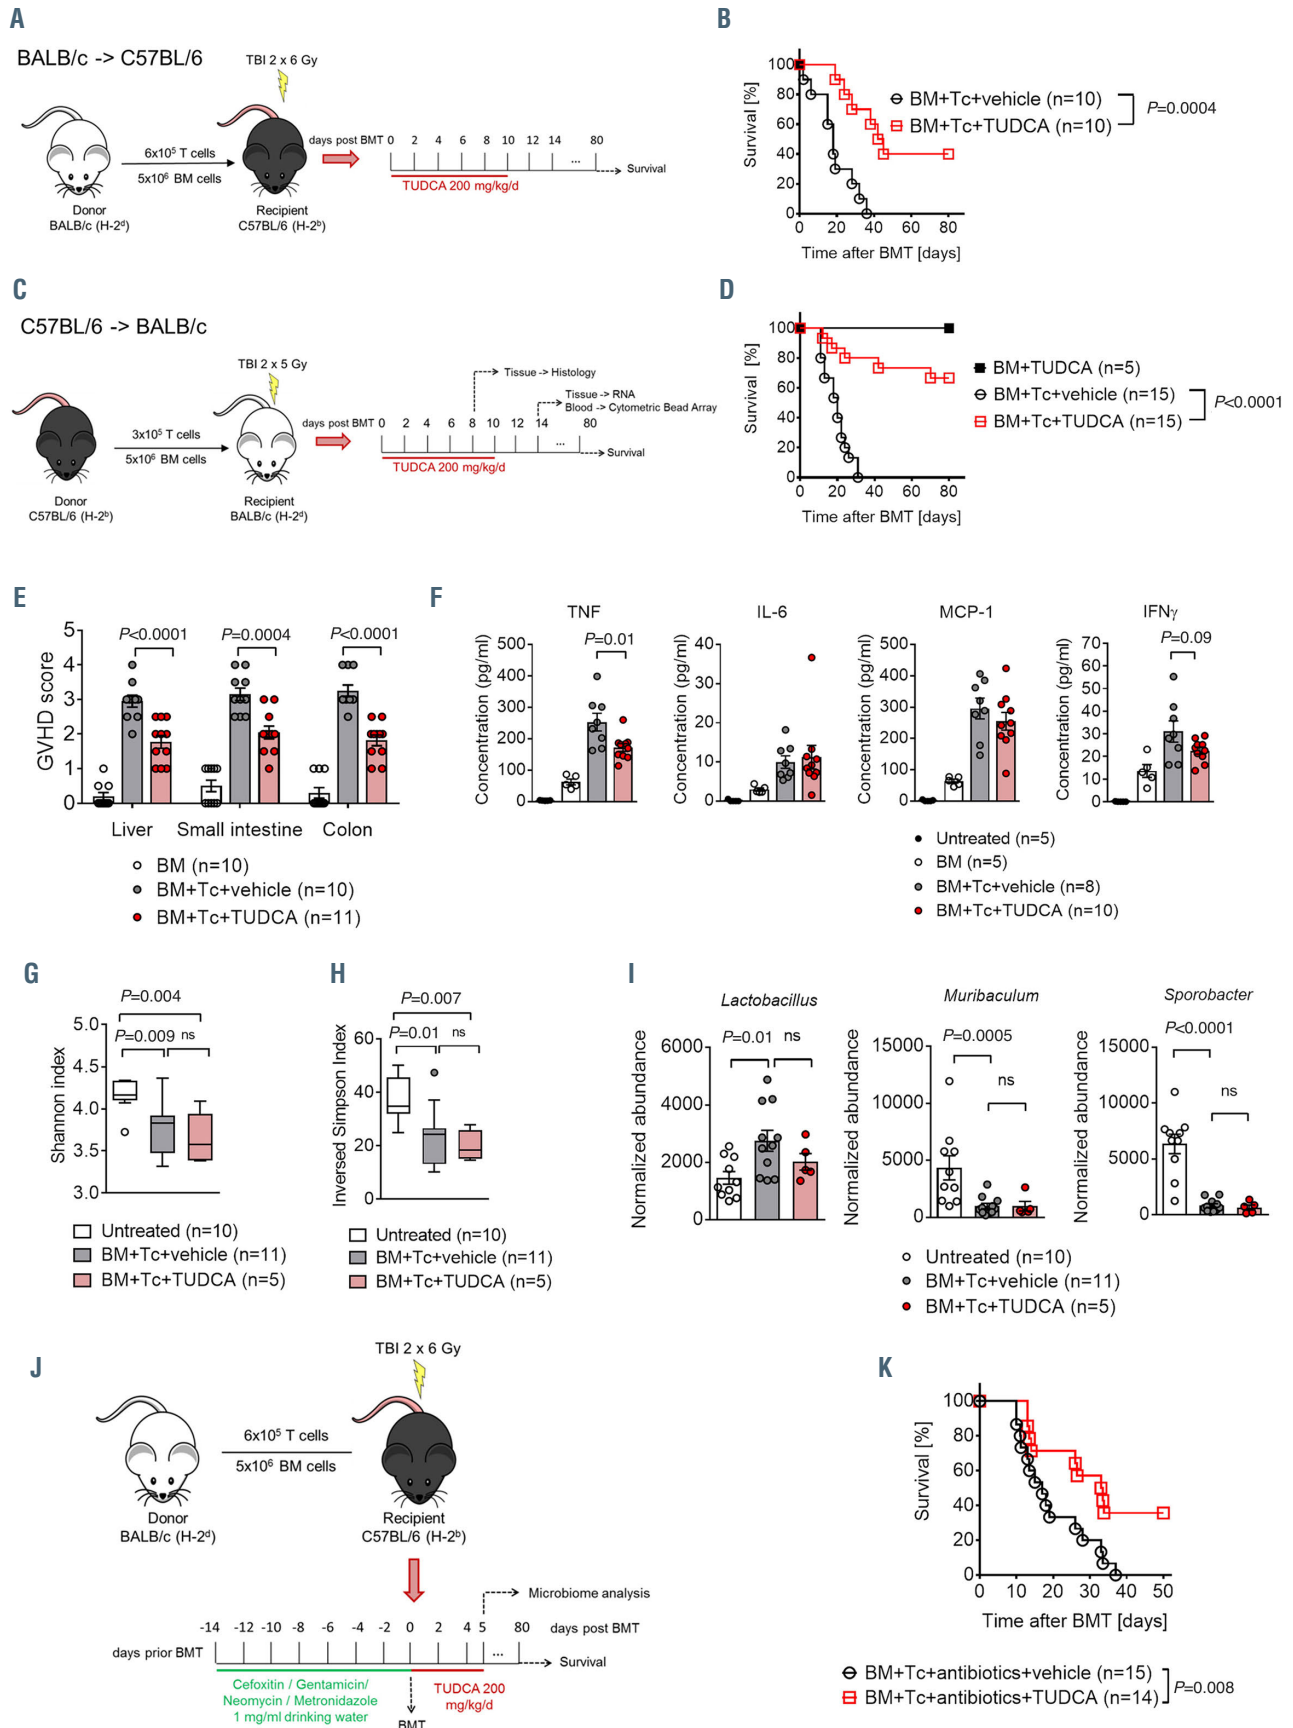 A
BALB/c -> C57BL/6
TBI 2 x 6 Gy
6x10⁵ T cells
5x10⁶ BM cells
Donor
BALB/c (H-2ᵈ)
Recipient
C57BL/6 (H-2ᵇ)
days post BMT 0 2 4 6 8 10 12 14 ... 80
Survival
TUDCA 200 mg/kg/d
B
Survival [%]
100
80
60
40
20
0
0 20 40 60 80
Time after BMT [days]
BM+Tc+vehicle (n=10)
BM+Tc+TUDCA (n=10)
P=0.0004
C
C57BL/6 -> BALB/c
TBI 2 x 5 Gy
3x10⁵ T cells
5x10⁶ BM cells
Donor
C57BL/6 (H-2ᵇ)
Recipient
BALB/c (H-2ᵈ)
Tissue -> Histology
Tissue -> RNA
Blood -> Cytometric Bead Array
days post BMT 0 2 4 6 8 10 12 14 ... 80
Survival
TUDCA 200 mg/kg/d
D
Survival [%]
100
80
60
40
20
0
0 20 40 60 80
Time after BMT [days]
BM+TUDCA (n=5)
BM+Tc+vehicle (n=15)
BM+Tc+TUDCA (n=15)
P<0.0001
E
GVHD score
5
4
3
2
1
0
P<0.0001 P=0.0004 P<0.0001
Liver Small intestine Colon
BM (n=10)
BM+Tc+vehicle (n=10)
BM+Tc+TUDCA (n=11)
F
TNF
Concentration (pg/ml)
500
400
300
200
100
0
P=0.01
IL-6
Concentration (pg/ml)
40
30
20
10
0
MCP-1
Concentration (pg/ml)
500
400
300
200
100
0
IFNγ
Concentration (pg/ml)
70
60
50
40
30
20
10
0
P=0.09
Untreated (n=5)
BM (n=5)
BM+Tc+vehicle (n=8)
BM+Tc+TUDCA (n=10)
G
P=0.004
P=0.009 ns
Shannon index
5.0
4.5
4.0
3.5
3.0
Untreated (n=10)
BM+Tc+vehicle (n=11)
BM+Tc+TUDCA (n=5)
H
P=0.007
P=0.01 ns
Inversed Simpson Index
60
40
20
0
Untreated (n=10)
BM+Tc+vehicle (n=11)
BM+Tc+TUDCA (n=5)
I
Lactobacillus
P=0.01 ns
Normalized abundance
6000
4000
2000
0
Muribaculum
P=0.0005
ns
Normalized abundance
15000
10000
5000
0
Sporobacter
P<0.0001
ns
Normalized abundance
15000
10000
5000
0
Untreated (n=10)
BM+Tc+vehicle (n=11)
BM+Tc+TUDCA (n=5)
J
TBI 2 x 6 Gy
6x10⁵ T cells
5x10⁶ BM cells
Donor
BALB/c (H-2ᵈ)
Recipient
C57BL/6 (H-2ᵇ)
Microbiome analysis
-14 -12 -10 -8 -6 -4 -2 0 2 4 5 80 days post BMT
days prior BMT ...
Survival
Cefoxitin / Gentamicin/
Neomycin / Metronidazole
1 mg/ml drinking water
TUDCA 200
mg/kg/d
BMT
K
Survival [%]
100
80
60
40
20
0
0 10 20 30 40 50
Time after BMT [days]
BM+Tc+antibiotics+vehicle (n=15)
BM+Tc+antibiotics+TUDCA (n=14)
P=0.008